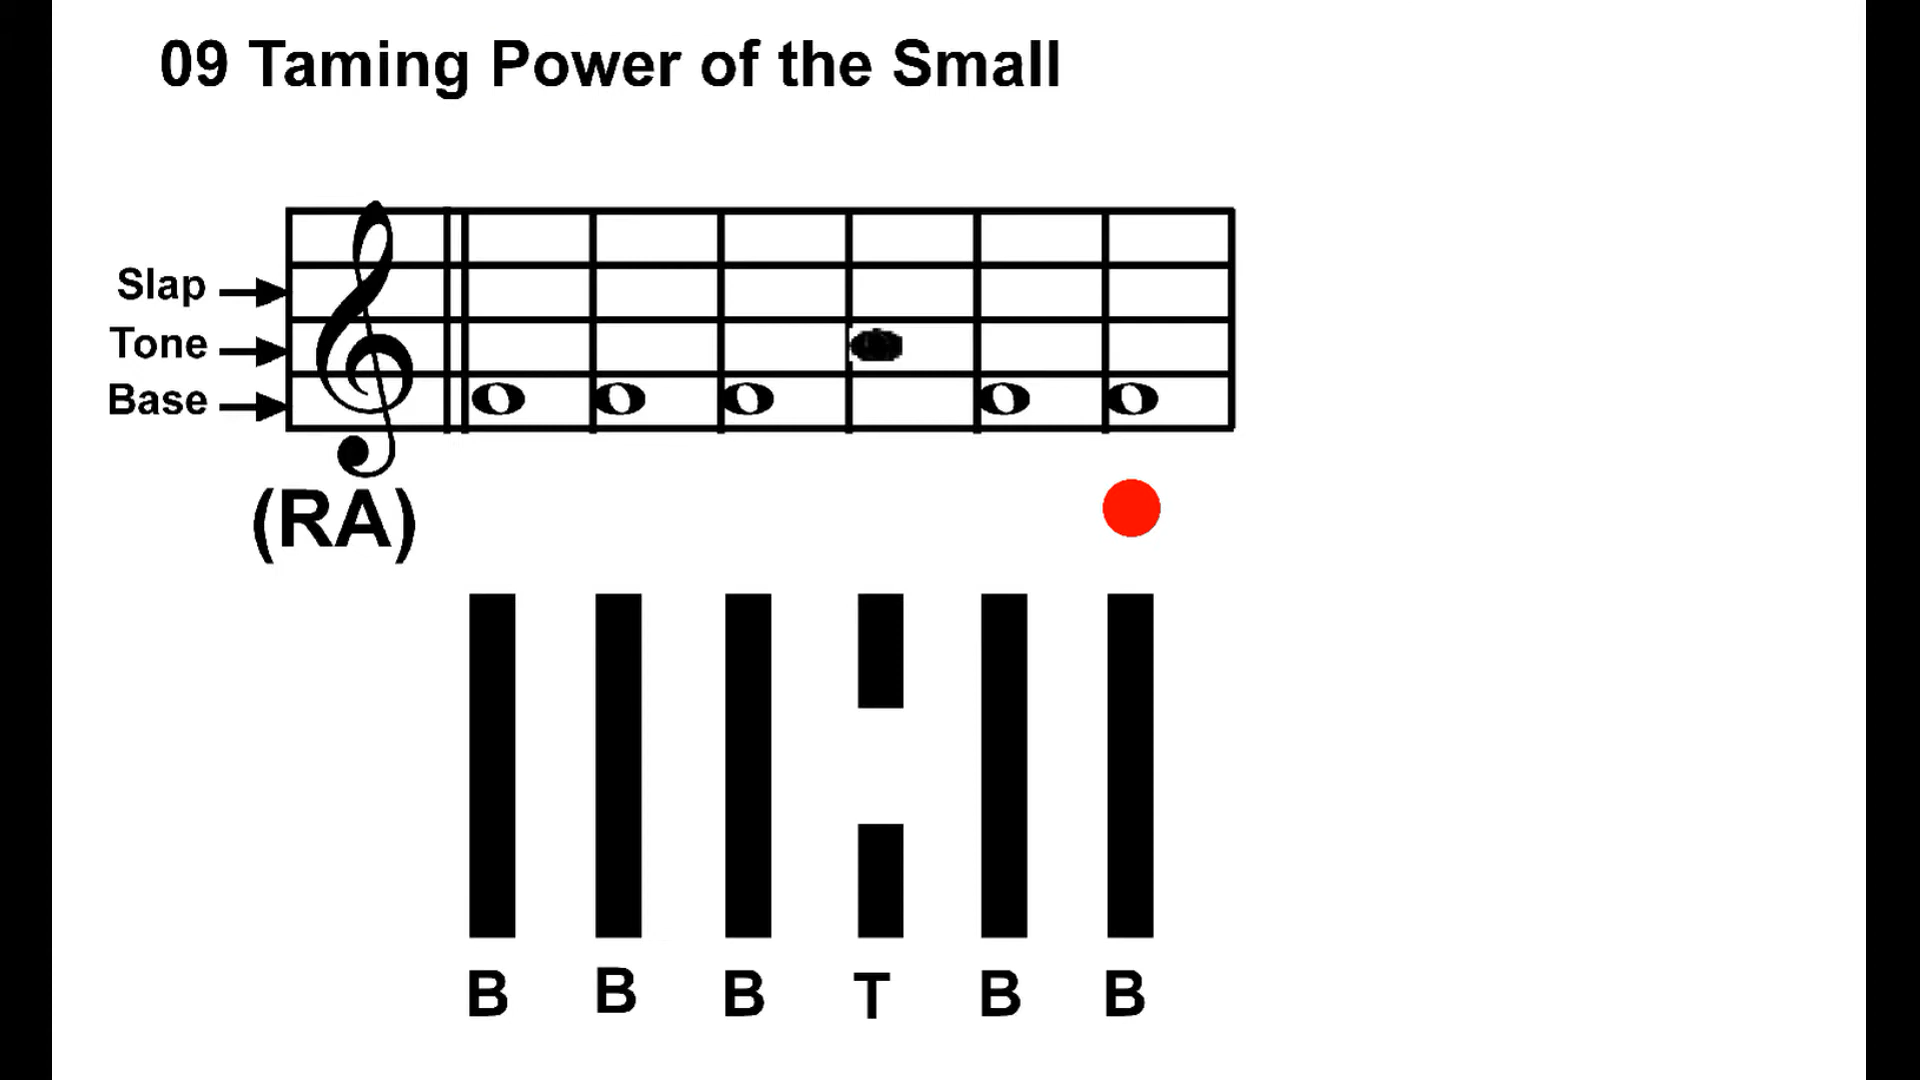 09 Taming Power of the Small
Slap
Tone
Base
(RA)
B B B T B B